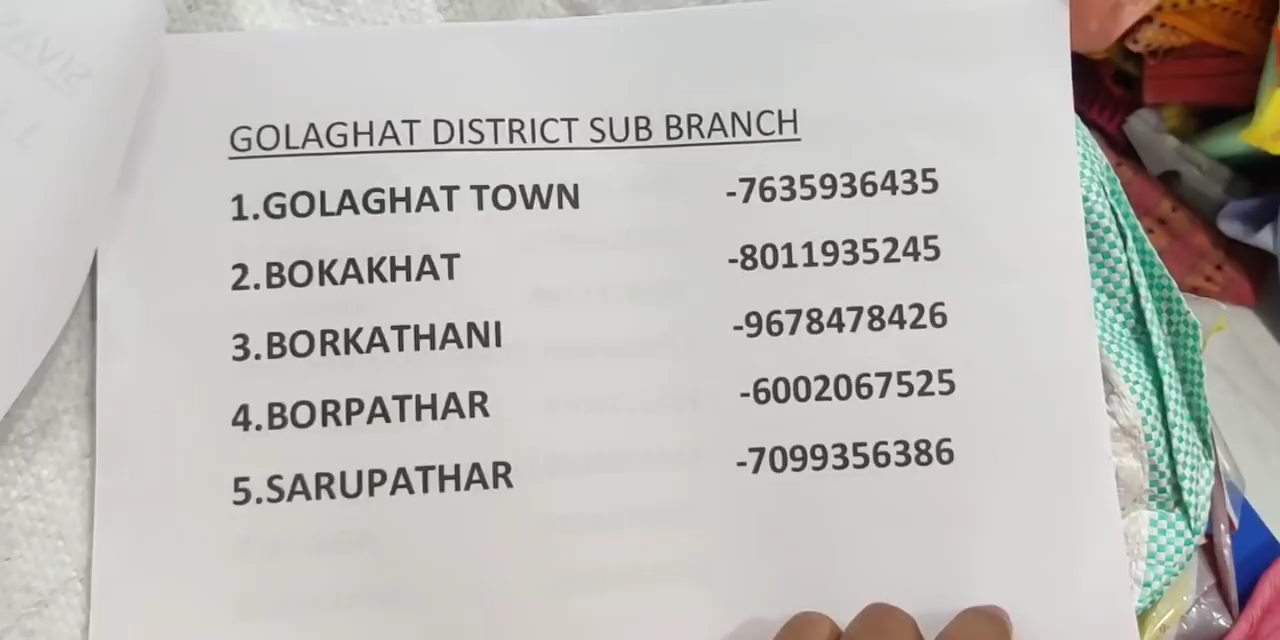 GOLAGHAT DISTRICT SUB BRANCH
1.GOLAGHAT TOWN -7635936435
2.BOKAKHAT -8011935245
3.BORKATHANI -9678478426
4.BORPATHAR -6002067525
5.SARUPATHAR -7099356386